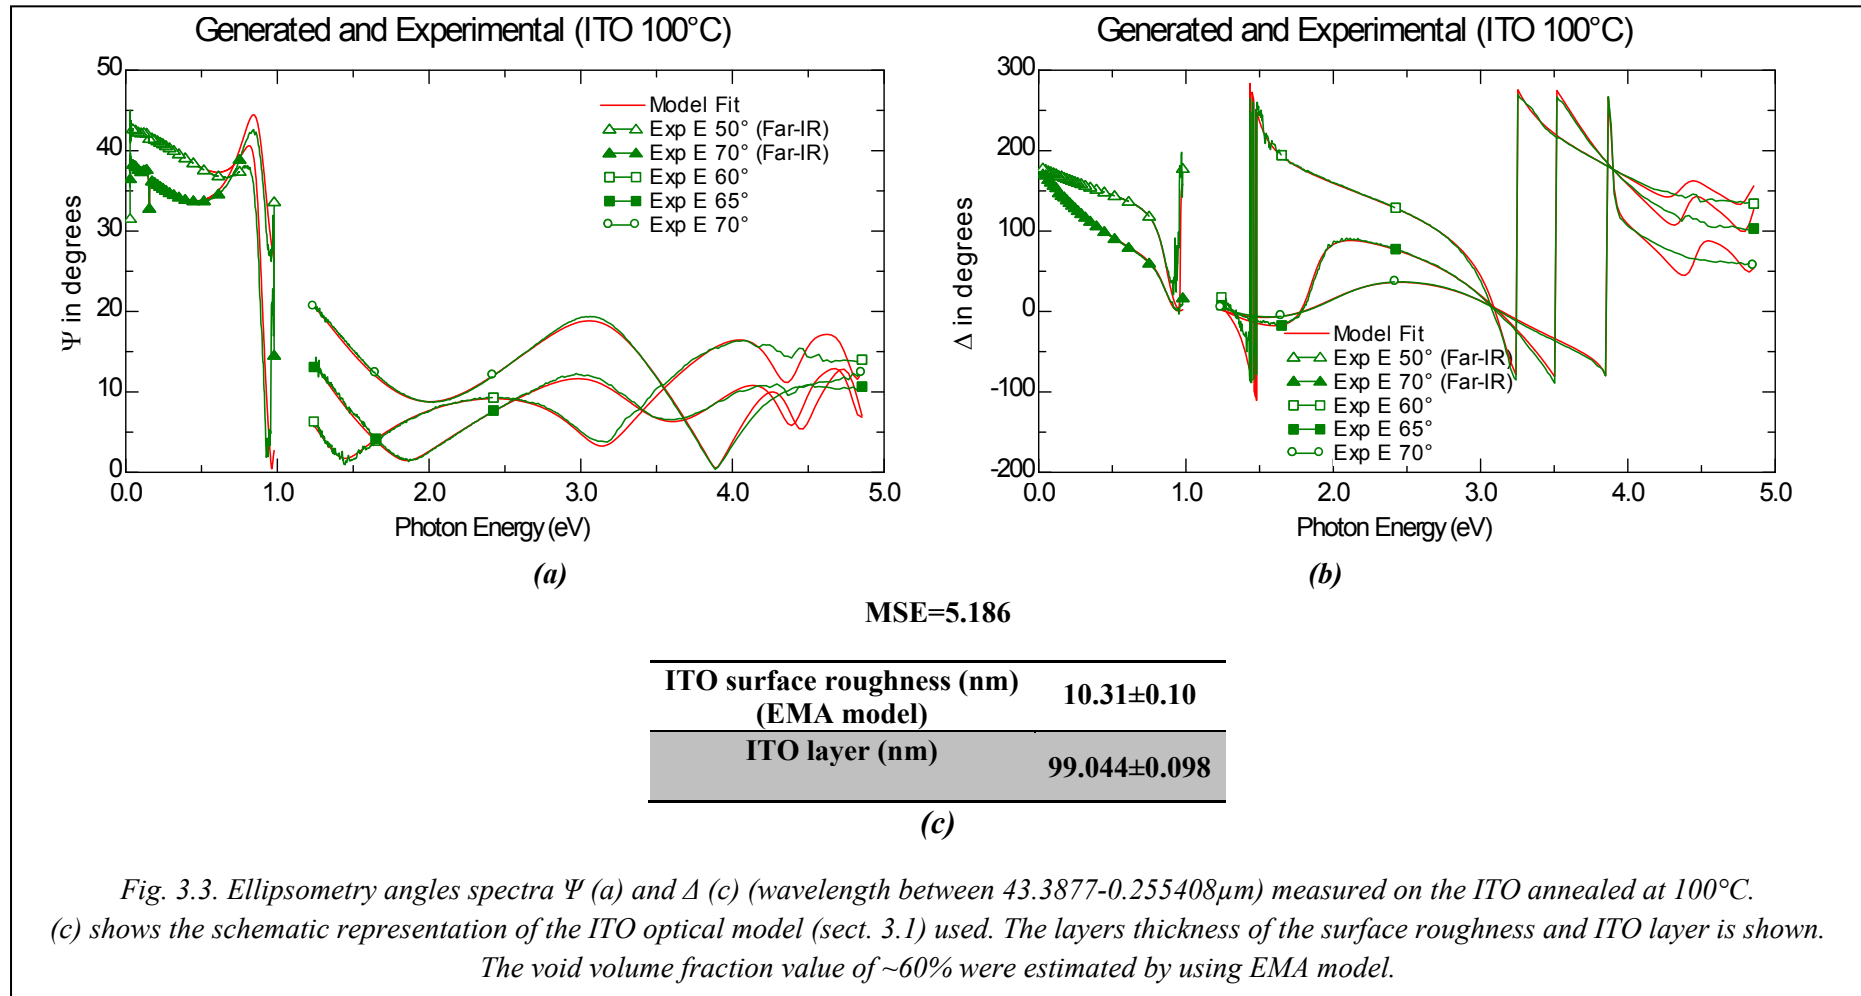 Generated and Experimental (ITO 100°C)
50
40
30
20
10
0
Ψ in degrees
Model Fit
Exp E 50° (Far-IR)
Exp E 70° (Far-IR)
Exp E 60°
Exp E 65°
Exp E 70°
0.0 1.0 2.0 3.0 4.0 5.0
Photon Energy (eV)
(a)
Generated and Experimental (ITO 100°C)
300
200
100
0
-100
-200
Δ in degrees
Model Fit
Exp E 50° (Far-IR)
Exp E 70° (Far-IR)
Exp E 60°
Exp E 65°
Exp E 70°
0.0 1.0 2.0 3.0 4.0 5.0
Photon Energy (eV)
(b)
MSE=5.186
ITO surface roughness (nm)
(EMA model)
10.31±0.10
ITO layer (nm)
99.044±0.098
(c)
Fig. 3.3. Ellipsometry angles spectra Ψ (a) and Δ (c) (wavelength between 43.3877-0.255408μm) measured on the ITO annealed at 100°C.
(c) shows the schematic representation of the ITO optical model (sect. 3.1) used. The layers thickness of the surface roughness and ITO layer is shown.
The void volume fraction value of ~60% were estimated by using EMA model.